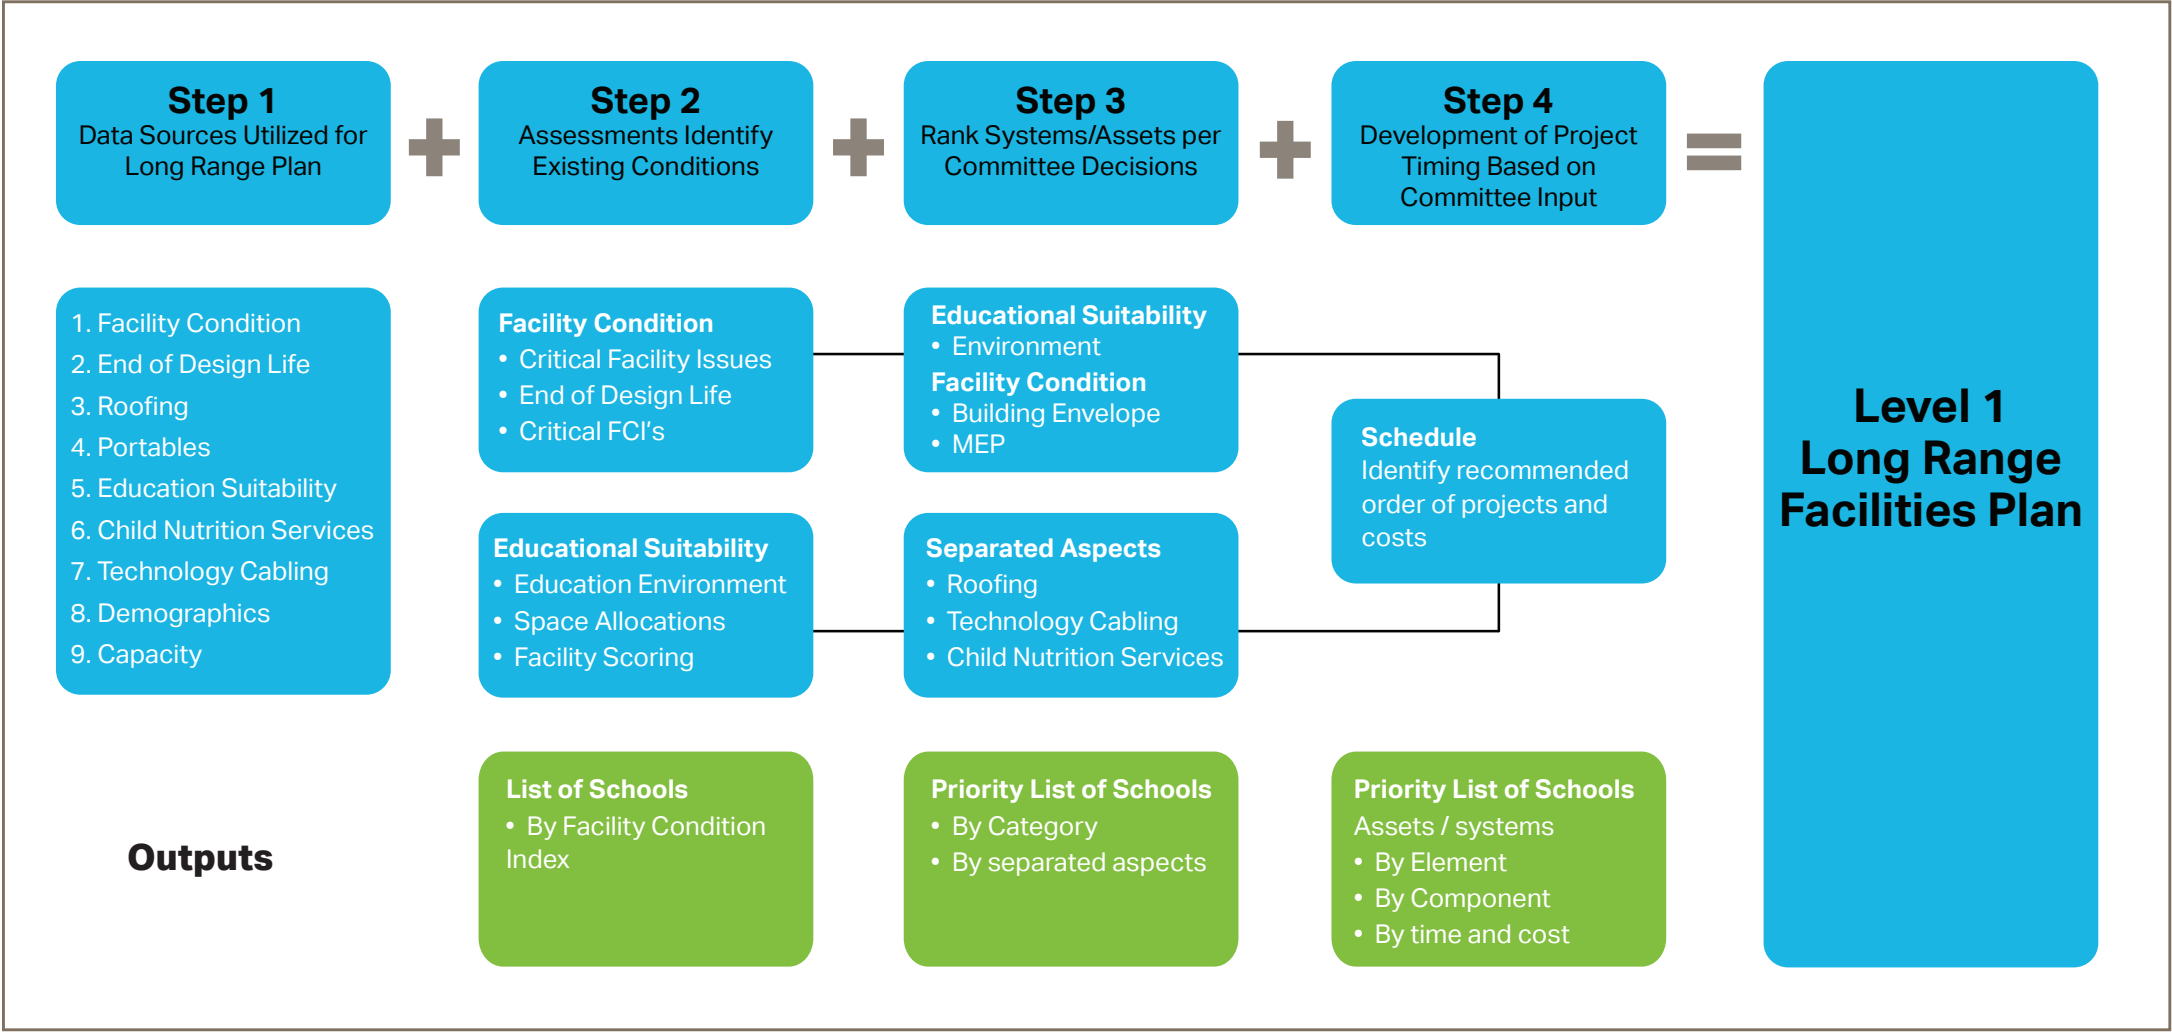 Step 1
Data Sources Utilized for
Long Range Plan
Step 2
Assessments Identify
Existing Conditions
Step 3
Rank Systems/Assets per
Committee Decisions
Step 4
Development of Project
Timing Based on
Committee Input
1. Facility Condition
2. End of Design Life
3. Roofing
4. Portables
5. Education Suitability
6. Child Nutrition Services
7. Technology Cabling
8. Demographics
9. Capacity
Facility Condition
• Critical Facility Issues
• End of Design Life
• Critical FCI's
Educational Suitability
• Environment
Facility Condition
• Building Envelope
• MEP
Educational Suitability
• Education Environment
• Space Allocations
• Facility Scoring
Separated Aspects
• Roofing
• Technology Cabling
• Child Nutrition Services
Schedule
Identify recommended
order of projects and
costs
Level 1
Long Range
Facilities Plan
Outputs
List of Schools
• By Facility Condition
Index
Priority List of Schools
• By Category
• By separated aspects
Priority List of Schools
Assets / systems
• By Element
• By Component
• By time and cost